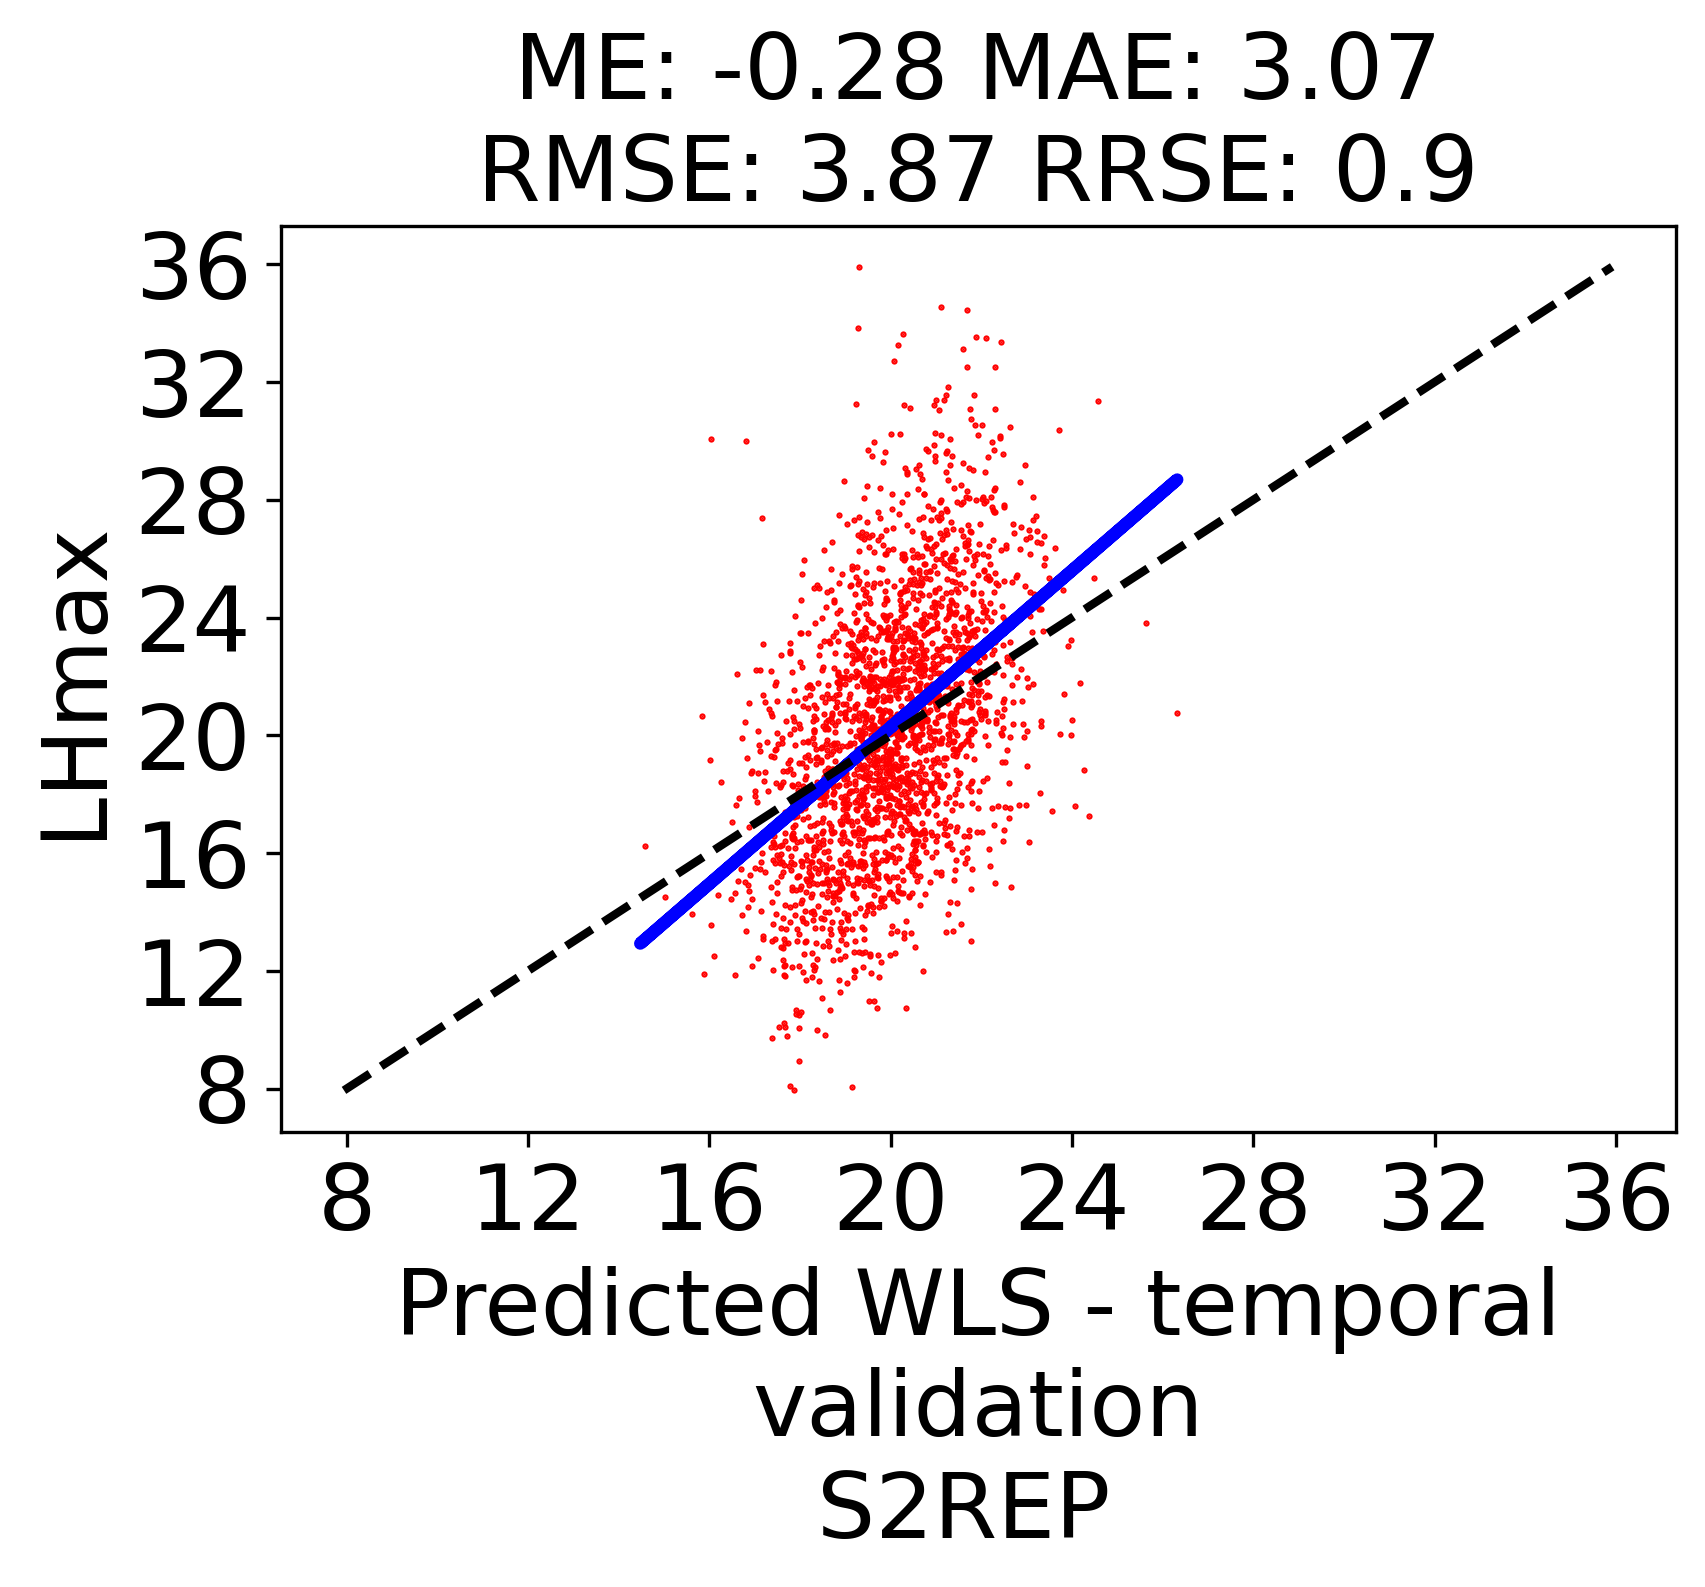 ME: -0.28 MAE: 3.07
RMSE: 3.87 RRSE: 0.9
36
32
28
24
20
16
12
8
LHmax
8 12 16 20 24 28 32 36
Predicted WLS - temporal
validation
S2REP